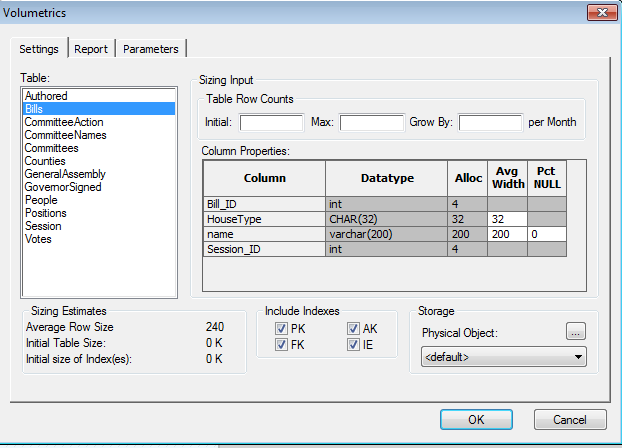 Volumetrics
Settings Report Parameters
Table:
Authored
Bills
CommitteeAction
CommitteeNames
Committees
Counties
GeneralAssembly
GovernorSigned
People
Positions
Session
Votes
Sizing Input
Table Row Counts
Initial: Max: Grow By: per Month
Column Properties:
Column Datatype Alloc Avg Width Pct NULL
Bill_ID int 4
HouseType CHAR(32) 32 32
name varchar(200) 200 200 0
Session_ID int 4
Sizing Estimates
Average Row Size 240
Initial Table Size: 0 K
Initial size of Index(es): 0 K
Include Indexes
PK AK
FK IE
Storage
Physical Object: ...
<default>
OK Cancel